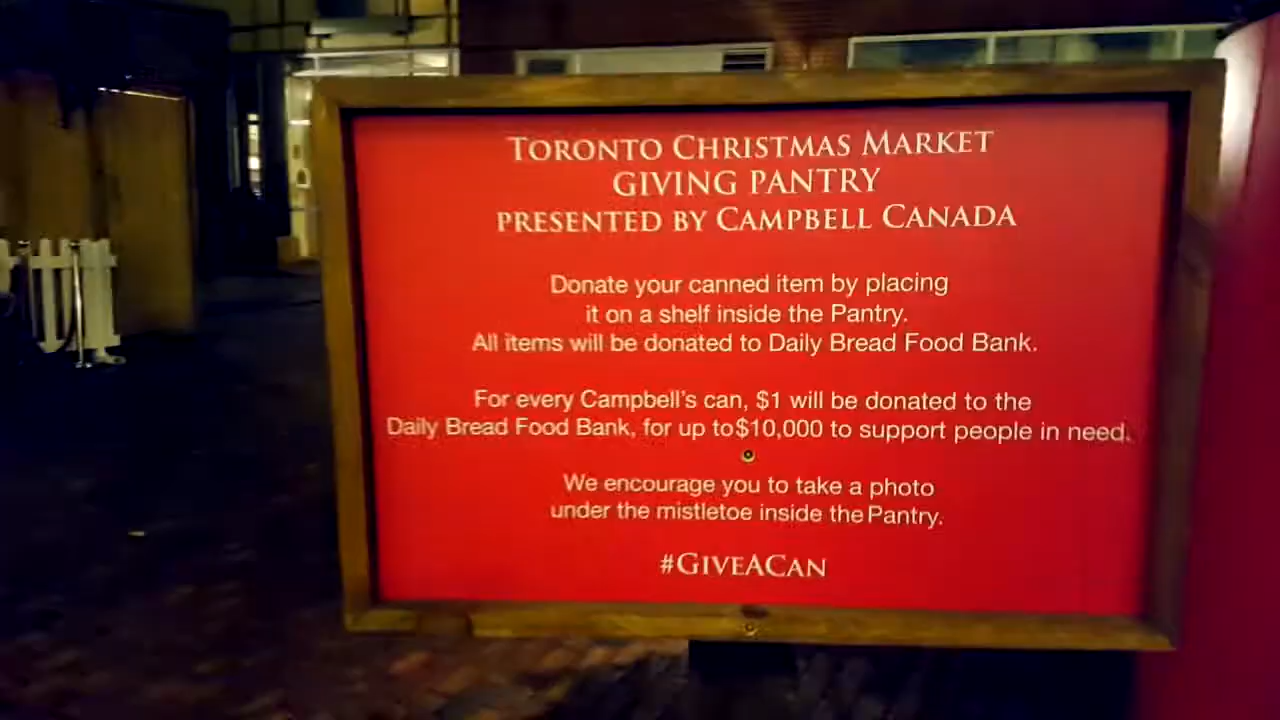 TORONTO CHRISTMAS MARKET
GIVING PANTRY
PRESENTED BY CAMPBELL CANADA
Donate your canned item by placing
it on a shelf inside the Pantry.
All items will be donated to Daily Bread Food Bank.
For every Campbell's can, $1 will be donated to the
Daily Bread Food Bank, for up to $10,000 to support people in need.
We encourage you to take a photo
under the mistletoe inside the Pantry.
#GIVEACAN